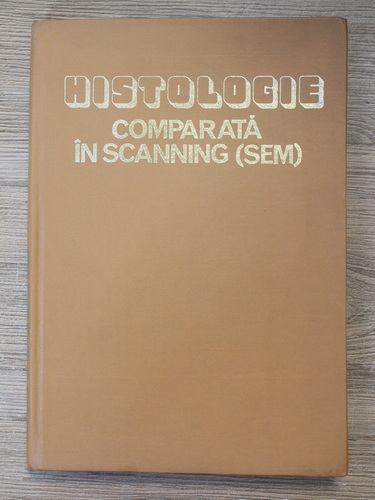 HISTOLOGIE
COMPARATĂ
ÎN SCANNING (SEM)